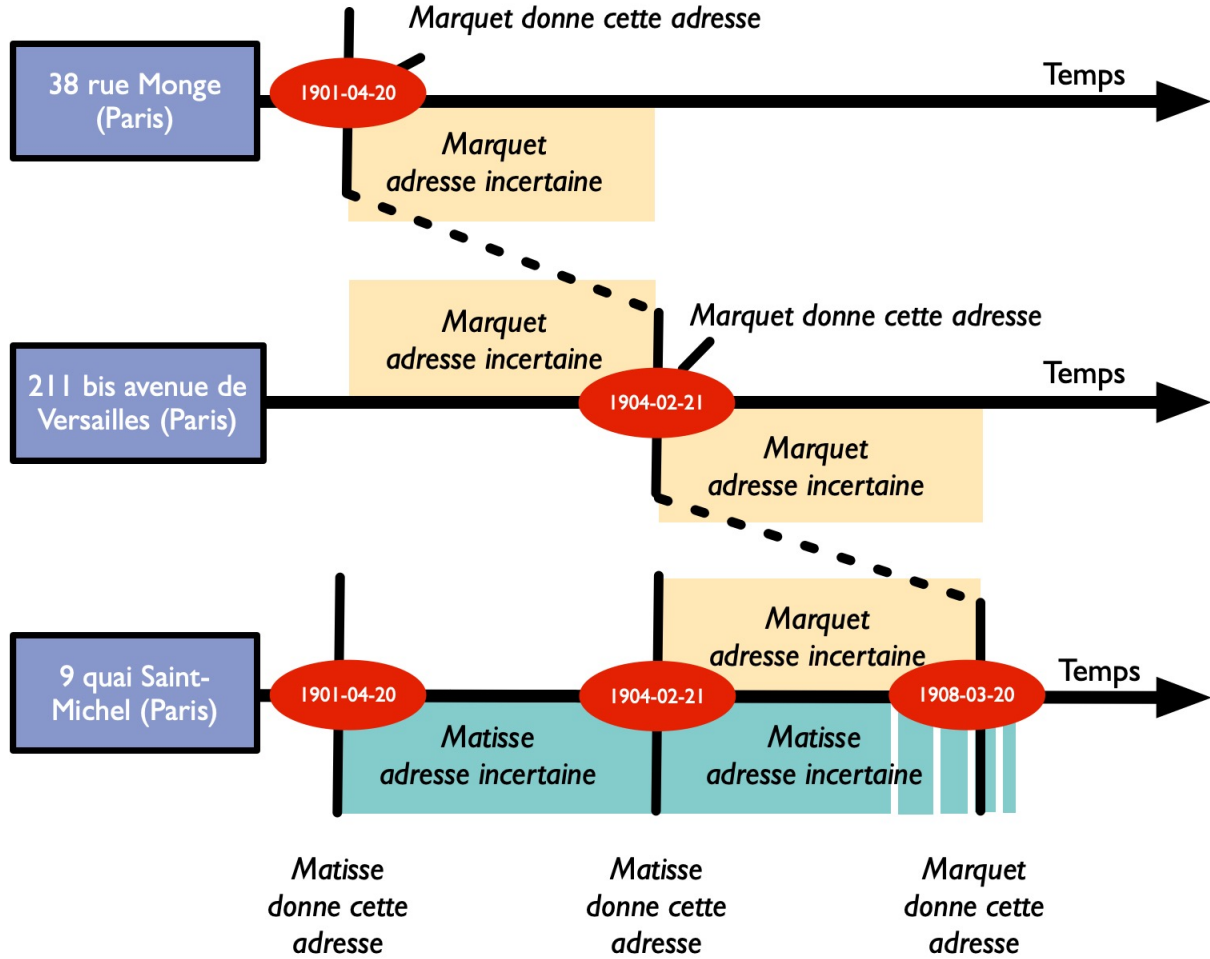 Marquet donne cette adresse
38 rue Monge
(Paris)
1901-04-20
Temps
Marquet
adresse incertaine
Marquet
adresse incertaine
Marquet donne cette adresse
211 bis avenue de
Versailles (Paris)
1904-02-21
Temps
Marquet
adresse incertaine
Marquet
adresse incertaine
9 quai Saint-
Michel (Paris)
1901-04-20
1904-02-21
1908-03-20
Temps
Matisse
adresse incertaine
Matisse
adresse incertaine
Matisse
donne cette
adresse
Matisse
donne cette
adresse
Marquet
donne cette
adresse